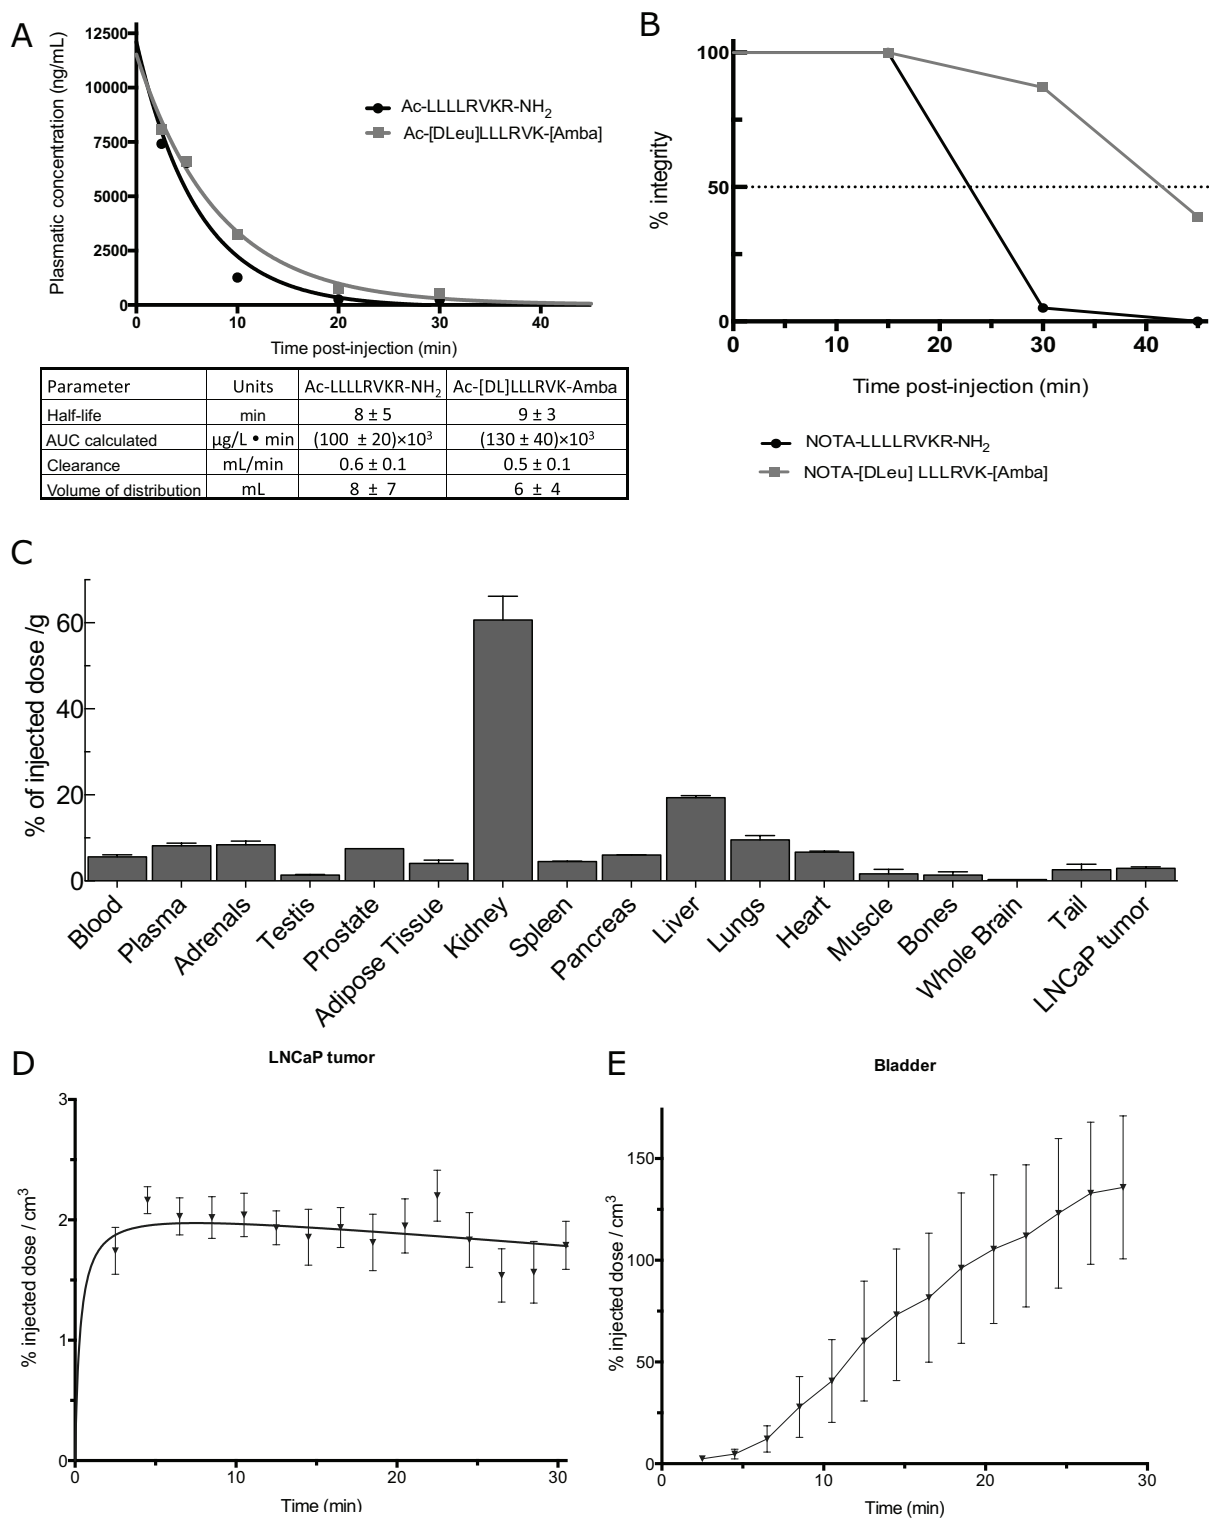 A
Plasmatic concentration (ng/mL)
12500
10000
7500
5000
2500
0
0 10 20 30 40
Time post-injection (min)
Ac-LLLLRVKR-NH2
Ac-[DLeu]LLLRVK-[Amba]
Parameter Units Ac-LLLLRVKR-NH2 Ac-[DL]LLLRVK-Amba
Half-life min 8 ± 5 9 ± 3
AUC calculated µg/L • min (100 ± 20)×10³ (130 ± 40)×10³
Clearance mL/min 0.6 ± 0.1 0.5 ± 0.1
Volume of distribution mL 8 ± 7 6 ± 4
B
% integrity
100
50
0
0 10 20 30 40
Time post-injection (min)
NOTA-LLLLRVKR-NH2
NOTA-[DLeu] LLLRVK-[Amba]
C
% of injected dose /g
60
40
20
0
Blood
Plasma
Adrenals
Testis
Prostate
Adipose Tissue
Kidney
Spleen
Pancreas
Liver
Lungs
Heart
Muscle
Bones
Whole Brain
Tail
LNCaP tumor
D
LNCaP tumor
% injected dose / cm³
3
2
1
0
0 10 20 30
Time (min)
E
Bladder
% injected dose / cm³
150
100
50
0
0 10 20 30
Time (min)